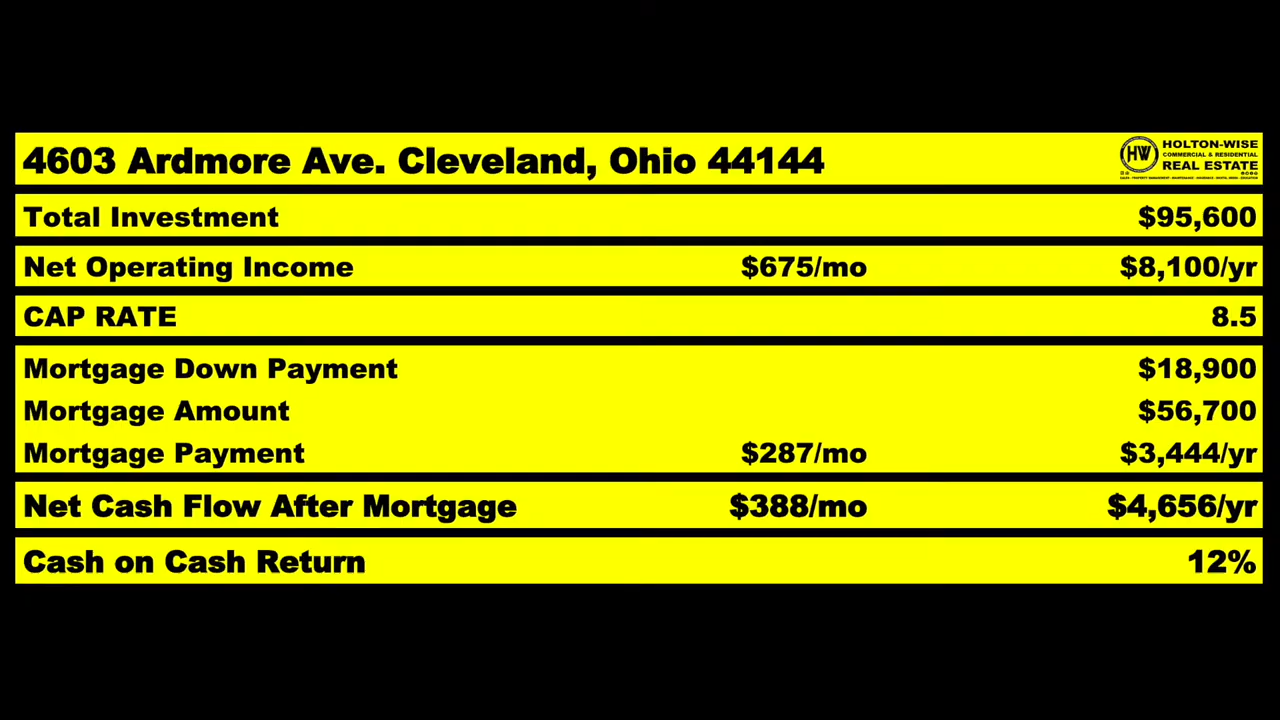 4603 Ardmore Ave. Cleveland, Ohio 44144
HW
HOLTON-WISE
COMMERCIAL & RESIDENTIAL
REAL ESTATE
Total Investment $95,600
Net Operating Income $675/mo $8,100/yr
CAP RATE 8.5
Mortgage Down Payment $18,900
Mortgage Amount $56,700
Mortgage Payment $287/mo $3,444/yr
Net Cash Flow After Mortgage $388/mo $4,656/yr
Cash on Cash Return 12%